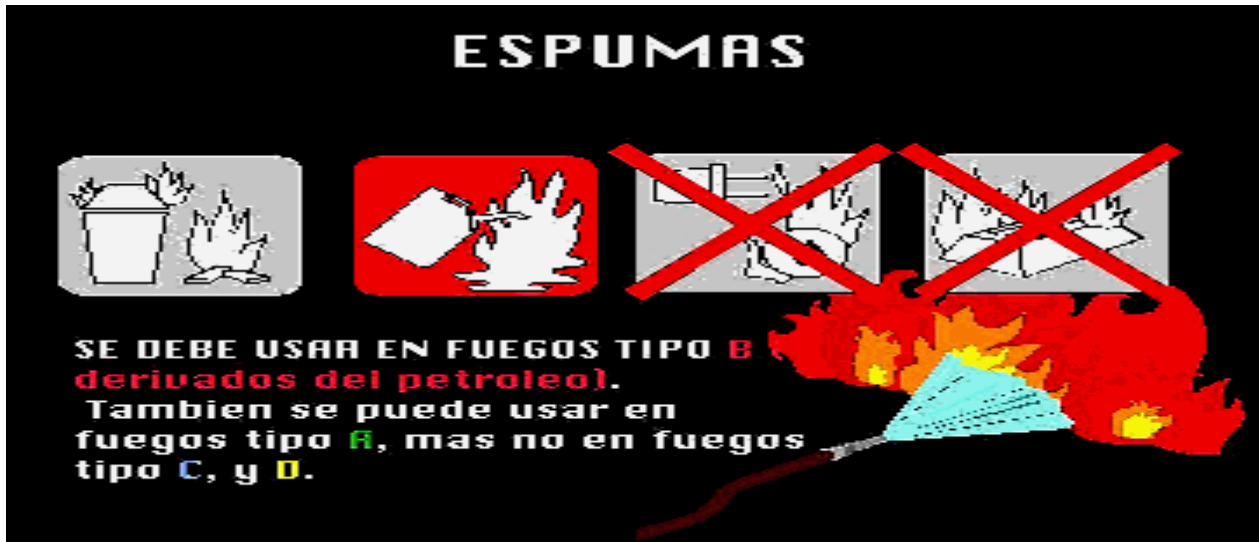 ESPUMAS
SE DEBE USAR EN FUEGOS TIPO B (
derivados del petroleo).
Tambien se puede usar en
fuegos tipo A, mas no en fuegos
tipo C, y D.